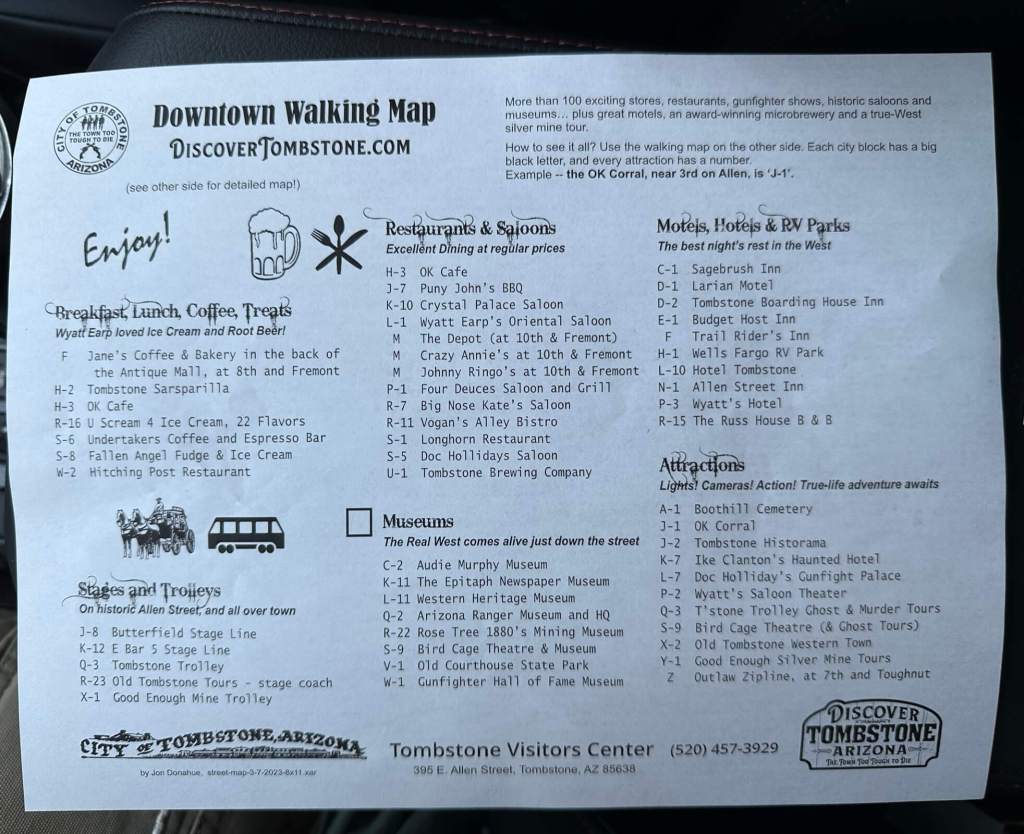 CITY OF TOMBSTONE
THE TOWN TOO
TOUGH TO DIE
ARIZONA
Downtown Walking Map
DiscoverTombstone.com
(see other side for detailed map!)
More than 100 exciting stores, restaurants, gunfighter shows, historic saloons and
museums... plus great motels, an award-winning microbrewery and a true-West
silver mine tour.
How to see it all? Use the walking map on the other side. Each city block has a big
black letter, and every attraction has a number.
Example -- the OK Corral, near 3rd on Allen, is 'J-1'.
Enjoy!
Breakfast, Lunch, Coffee, Treats
Wyatt Earp loved Ice Cream and Root Beer!
F Jane's Coffee & Bakery in the back of
the Antique Mall, at 8th and Fremont
H-2 Tombstone Sarsparilla
H-3 OK Cafe
R-16 U Scream 4 Ice Cream, 22 Flavors
S-6 Undertakers Coffee and Espresso Bar
S-8 Fallen Angel Fudge & Ice Cream
W-2 Hitching Post Restaurant
Stages and Trolleys
On historic Allen Street, and all over town
J-8 Butterfield Stage Line
K-12 E Bar 5 Stage Line
Q-3 Tombstone Trolley
R-23 Old Tombstone Tours - stage coach
X-1 Good Enough Mine Trolley
Restaurants & Saloons
Excellent Dining at regular prices
H-3 OK Cafe
J-7 Puny John's BBQ
K-10 Crystal Palace Saloon
L-1 Wyatt Earp's Oriental Saloon
M The Depot (at 10th & Fremont)
M Crazy Annie's at 10th & Fremont
M Johnny Ringo's at 10th & Fremont
P-1 Four Deuces Saloon and Grill
R-7 Big Nose Kate's Saloon
R-11 Vogan's Alley Bistro
S-1 Longhorn Restaurant
S-5 Doc Hollidays Saloon
U-1 Tombstone Brewing Company
Museums
The Real West comes alive just down the street
C-2 Audie Murphy Museum
K-11 The Epitaph Newspaper Museum
L-11 Western Heritage Museum
Q-2 Arizona Ranger Museum and HQ
R-22 Rose Tree 1880's Mining Museum
S-9 Bird Cage Theatre & Museum
V-1 Old Courthouse State Park
W-1 Gunfighter Hall of Fame Museum
Motels, Hotels & RV Parks
The best night's rest in the West
C-1 Sagebrush Inn
D-1 Larian Motel
D-2 Tombstone Boarding House Inn
E-1 Budget Host Inn
F Trail Rider's Inn
H-1 Wells Fargo RV Park
L-10 Hotel Tombstone
N-1 Allen Street Inn
P-3 Wyatt's Hotel
R-15 The Russ House B & B
Attractions
Lights! Cameras! Action! True-life adventure awaits
A-1 Boothill Cemetery
J-1 OK Corral
J-2 Tombstone Historama
K-7 Ike Clanton's Haunted Hotel
L-7 Doc Holliday's Gunfight Palace
P-2 Wyatt's Saloon Theater
Q-3 T'stone Trolley Ghost & Murder Tours
S-9 Bird Cage Theatre (& Ghost Tours)
X-2 Old Tombstone Western Town
Y-1 Good Enough Silver Mine Tours
Z Outlaw Zipline, at 7th and Toughnut
CITY OF TOMBSTONE, ARIZONA
by Jon Donahue, street-map-3-7-2023-8x11.xar
Tombstone Visitors Center (520) 457-3929
395 E. Allen Street, Tombstone, AZ 85638
DISCOVER
TOMBSTONE
ARIZONA
THE TOWN TOO TOUGH TO DIE